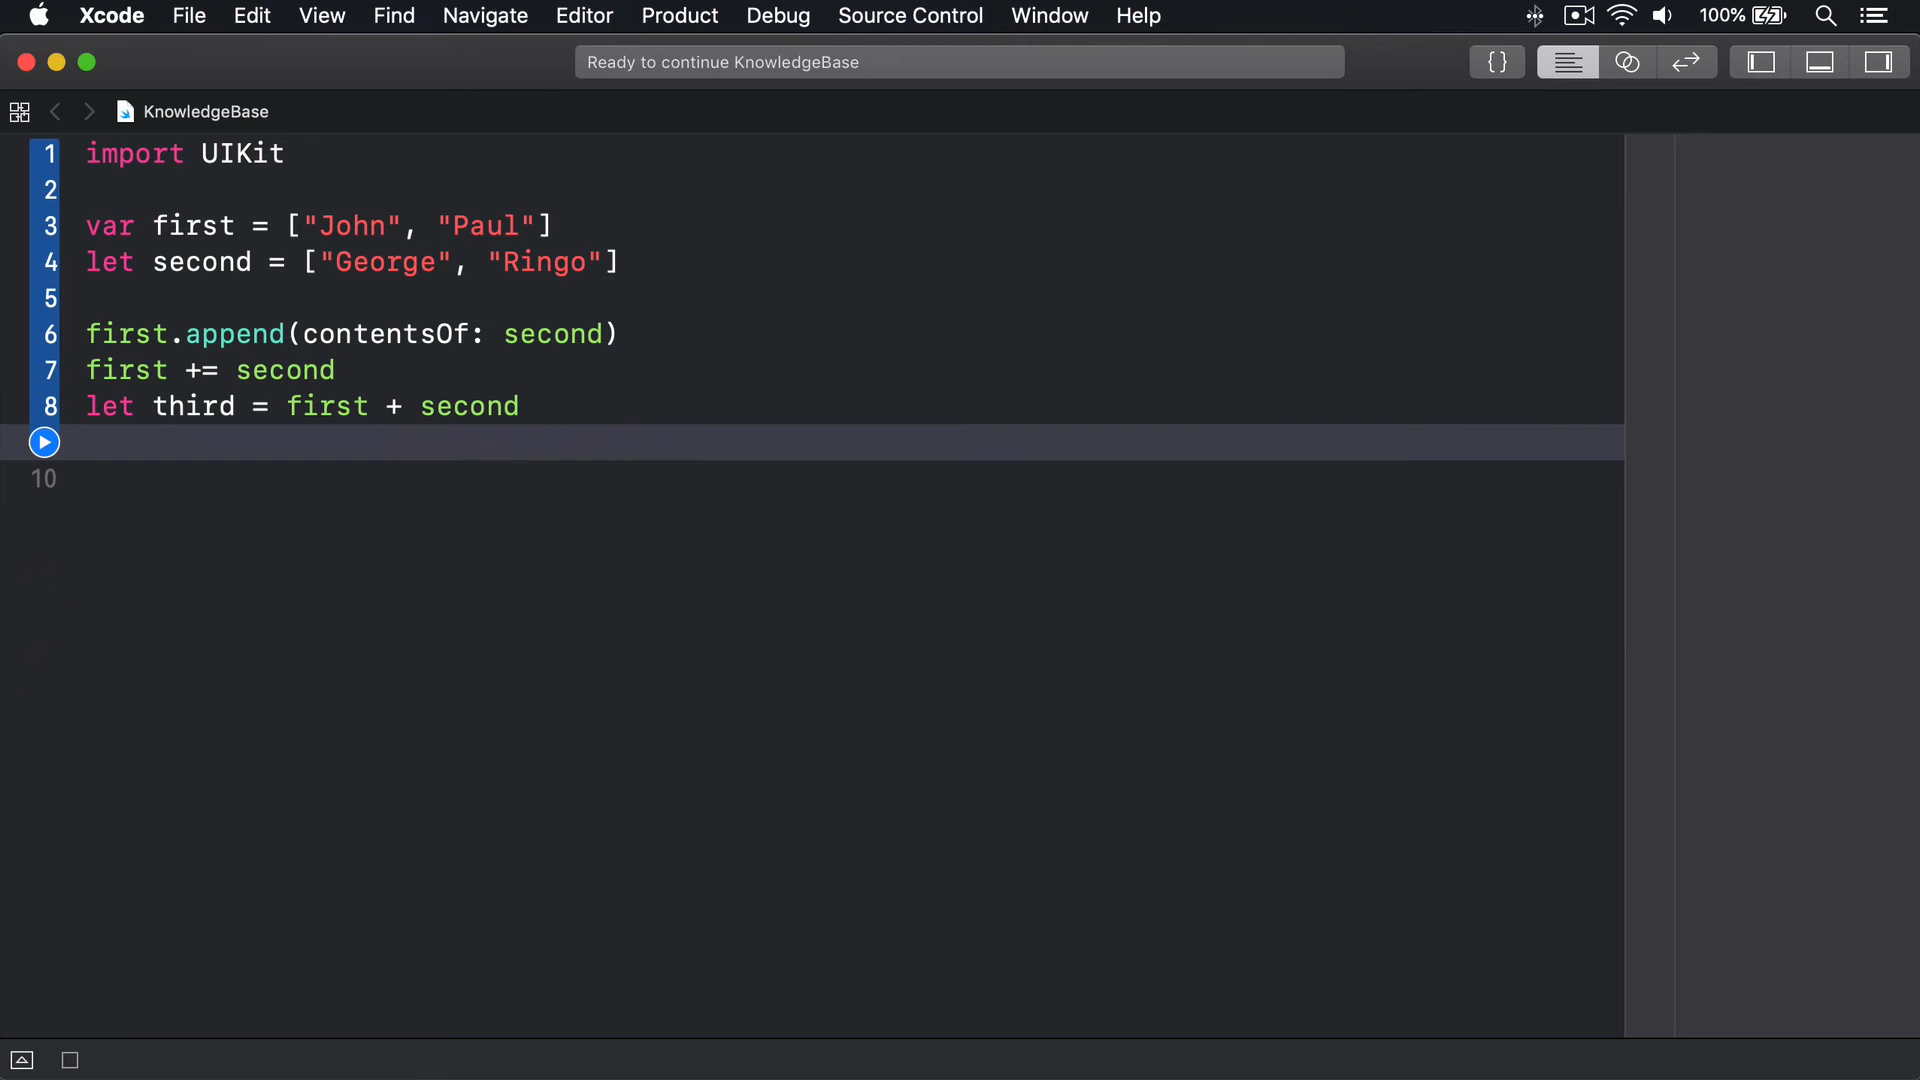 Xcode File Edit View Find Navigate Editor Product Debug Source Control Window Help 100%
Ready to continue KnowledgeBase { }
KnowledgeBase
1 import UIKit
2
3 var first = ["John", "Paul"]
4 let second = ["George", "Ringo"]
5
6 first.append(contentsOf: second)
7 first += second
8 let third = first + second
10